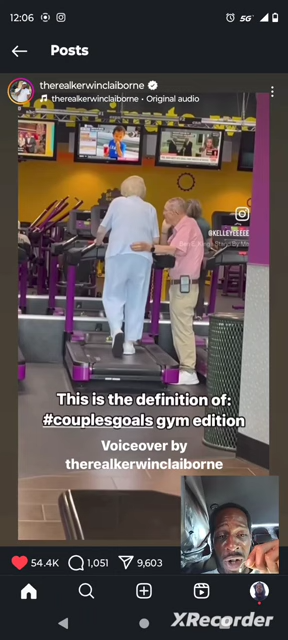 12:06
5G
Posts
therealkerwinclaiborne
therealkerwinclaiborne • Original audio
@KELLEYEEEEE
This is the definition of:
#couplesgoals gym edition
Voiceover by
therealkerwinclaiborne
54.4K
1,051
9,603
XRecorder